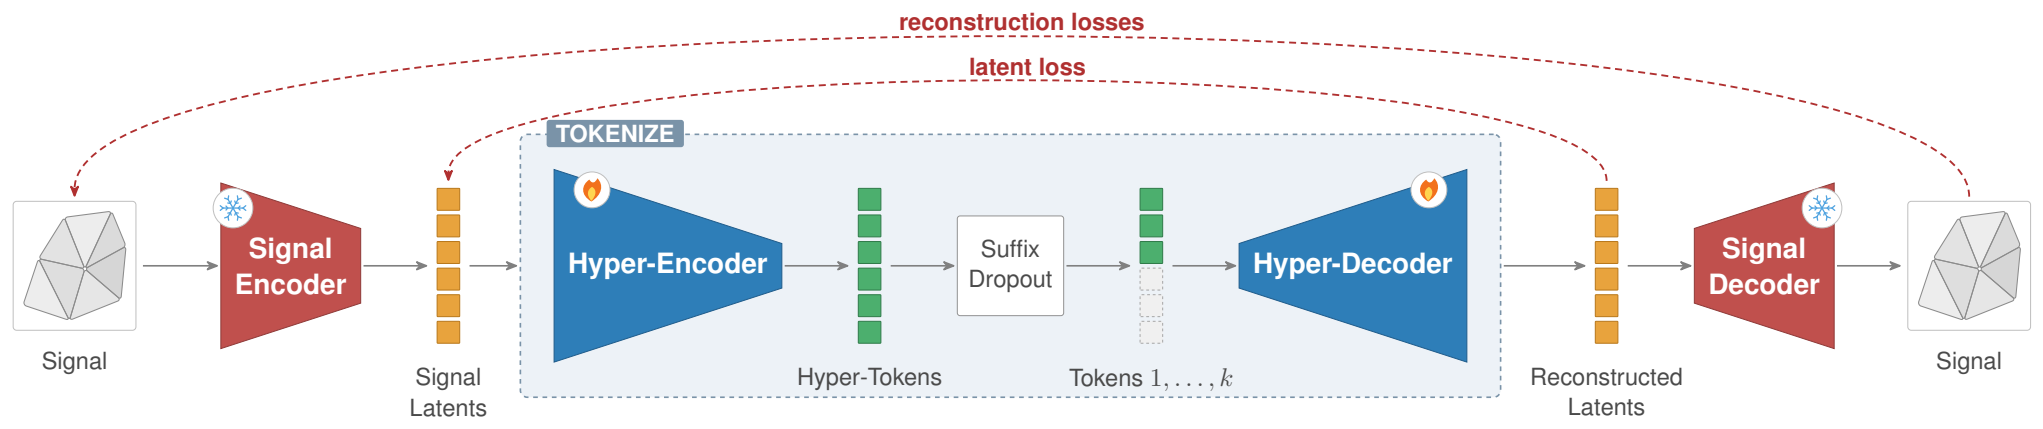 reconstruction losses
latent loss
TOKENIZE
Signal
Encoder
Hyper-Encoder
Suffix
Dropout
Hyper-Decoder
Signal
Decoder
Signal
Signal
Latents
Hyper-Tokens
Tokens 1, . . . , k
Reconstructed
Latents
Signal